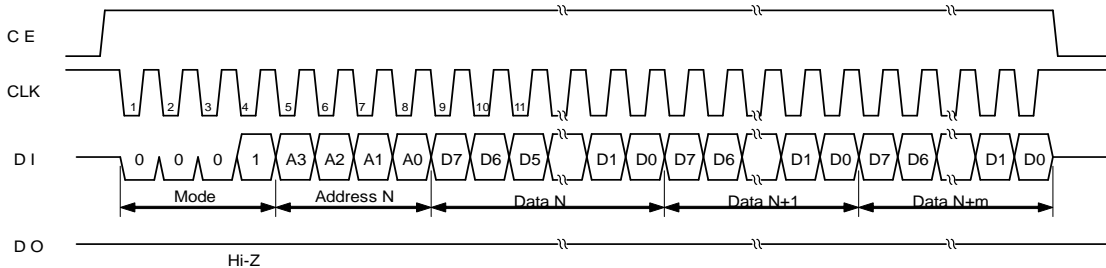 C E
CLK
1 2 3 4 5 6 7 8 9 10 11
D I
0 0 0 1 A3 A2 A1 A0 D7 D6 D5 D1 D0 D7 D6 D1 D0 D7 D6 D1 D0
Mode Address N Data N Data N+1 Data N+m
D O
Hi-Z